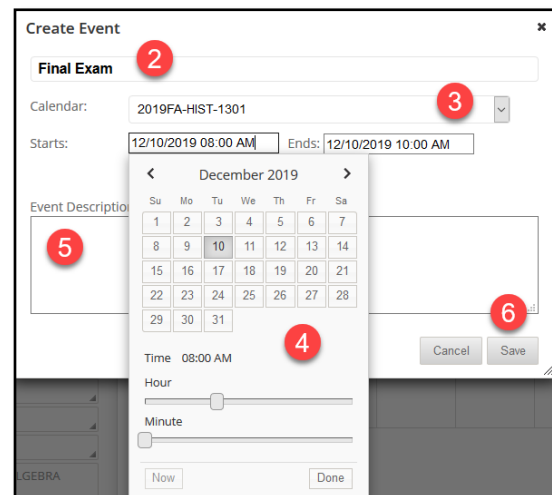 Create Event ✖
Final Exam 2
Calendar: 2019FA-HIST-1301 3
Starts: 12/10/2019 08:00 AM Ends: 12/10/2019 10:00 AM
December 2019
Su Mo Tu We Th Fr Sa
1 2 3 4 5 6 7
8 9 10 11 12 13 14
15 16 17 18 19 20 21
22 23 24 25 26 27 28
29 30 31
Event Descriptio
5
4
6
Time 08:00 AM
Cancel Save
Hour
Minute
Now Done
LGEBRA